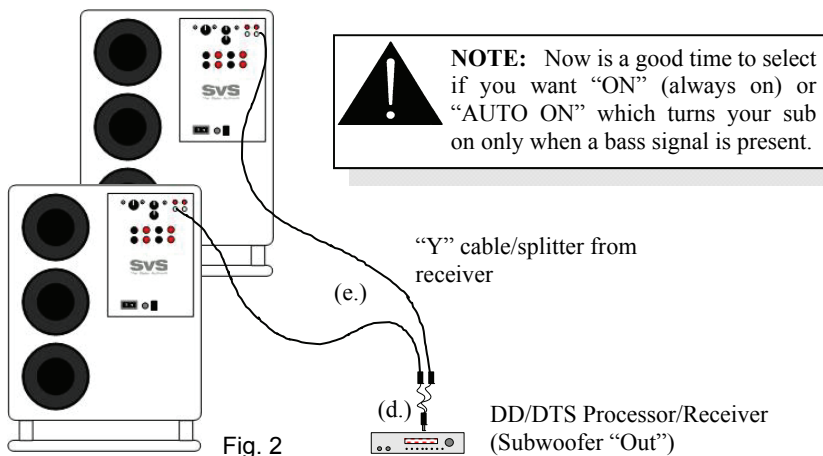 NOTE: Now is a good time to select
if you want “ON” (always on) or
“AUTO ON” which turns your sub
on only when a bass signal is present.
SVS
SVS
“Y” cable/splitter from
receiver
(e.)
(d.)
DD/DTS Processor/Receiver
(Subwoofer “Out”)
Fig. 2